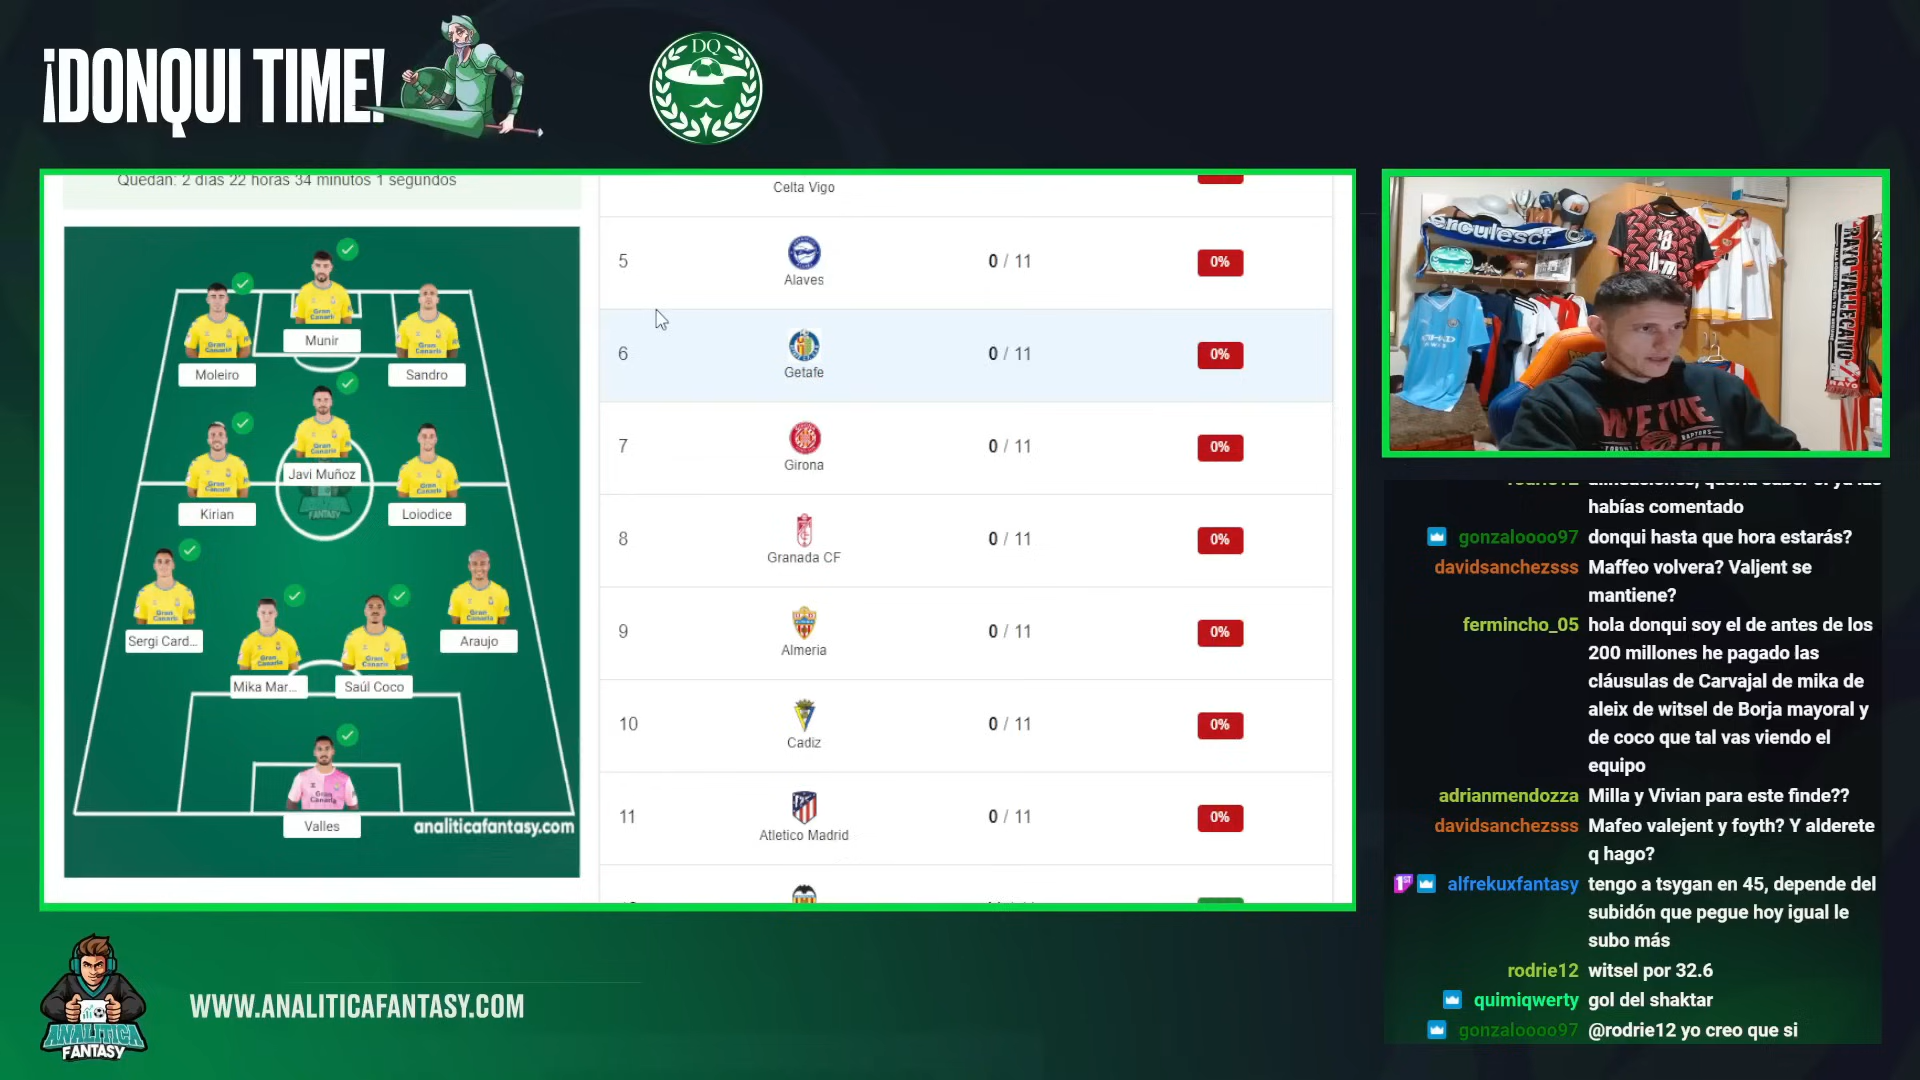 ¡DONQUI TIME!
DQ
Quedan: 2 días 22 horas 34 minutos 1 segundos
Munir
Moleiro
Sandro
Javi Muñoz
Kirian
Loiodice
FANTASY
Sergi Card...
Araujo
Mika Mar...
Saúl Coco
Valles
analiticafantasy.com
Celta Vigo
5
Alaves
0 / 11
0%
6
Getafe
0 / 11
0%
7
Girona
0 / 11
0%
8
Granada CF
0 / 11
0%
9
Almeria
0 / 11
0%
10
Cadiz
0 / 11
0%
11
Atletico Madrid
0 / 11
0%
érculescf
RAYO VALLECANO
WE THE
RAPTORS
habías comentado
gonzaloooo97 donqui hasta que hora estarás?
davidsanchezsss Maffeo volvera? Valjent se
mantiene?
fermincho_05 hola donqui soy el de antes de los
200 millones he pagado las
cláusulas de Carvajal de mika de
aleix de witsel de Borja mayoral y
de coco que tal vas viendo el
equipo
adrianmendozza Milla y Vivian para este finde??
davidsanchezsss Mafeo valejent y foyth? Y alderete
q hago?
alfrekuxfantasy tengo a tsygan en 45, depende del
subidón que pegue hoy igual le
subo más
rodrie12 witsel por 32.6
quimiqwerty gol del shaktar
gonzaloooo97 @rodrie12 yo creo que si
ANALITICA
FANTASY
WWW.ANALITICAFANTASY.COM